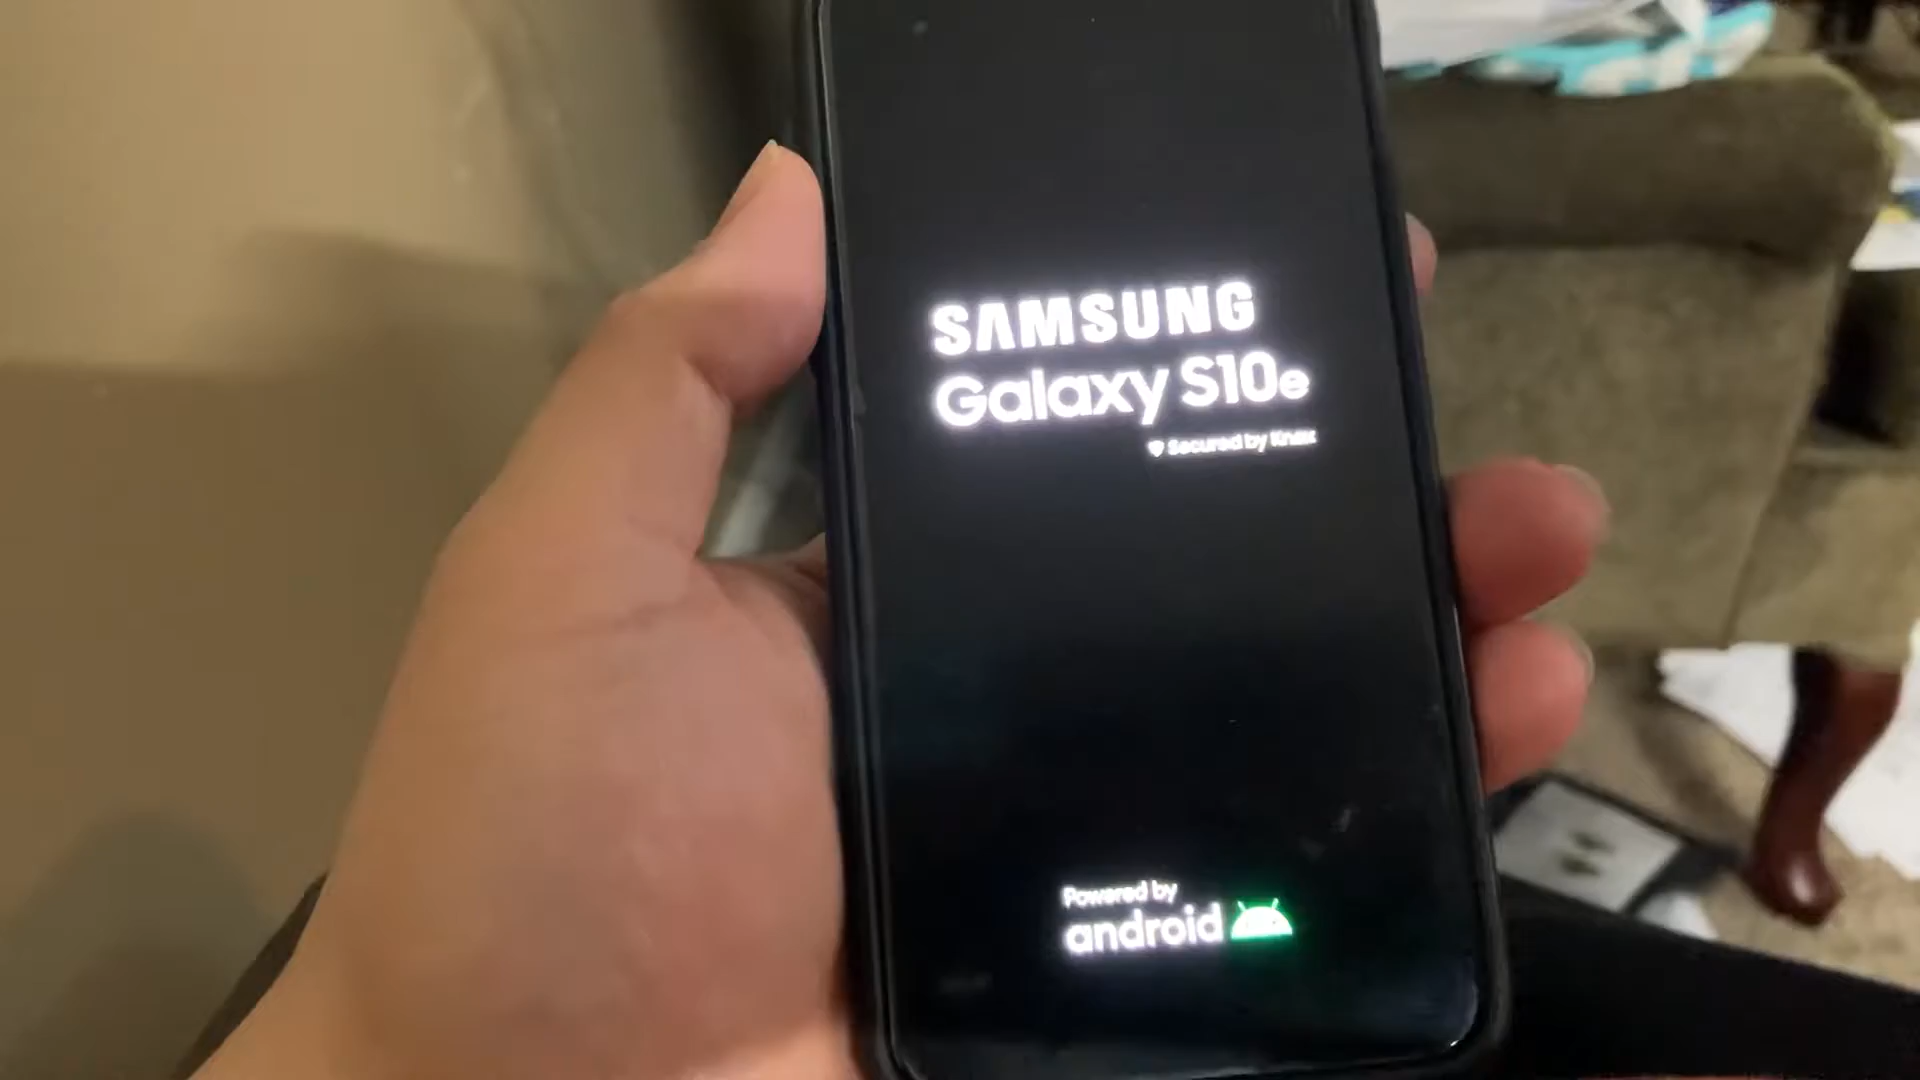 SAMSUNG
Galaxy S10e
Secured by Knox
Powered by
android